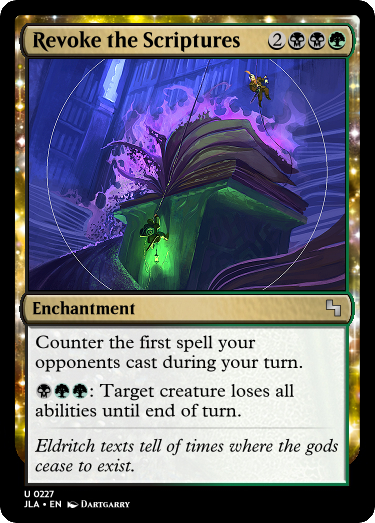 Revoke the Scriptures 2
Enchantment
Counter the first spell your
opponents cast during your turn.
: Target creature loses all
abilities until end of turn.
Eldritch texts tell of times where the gods
cease to exist.
U 0227
JLA • EN Dartgarry